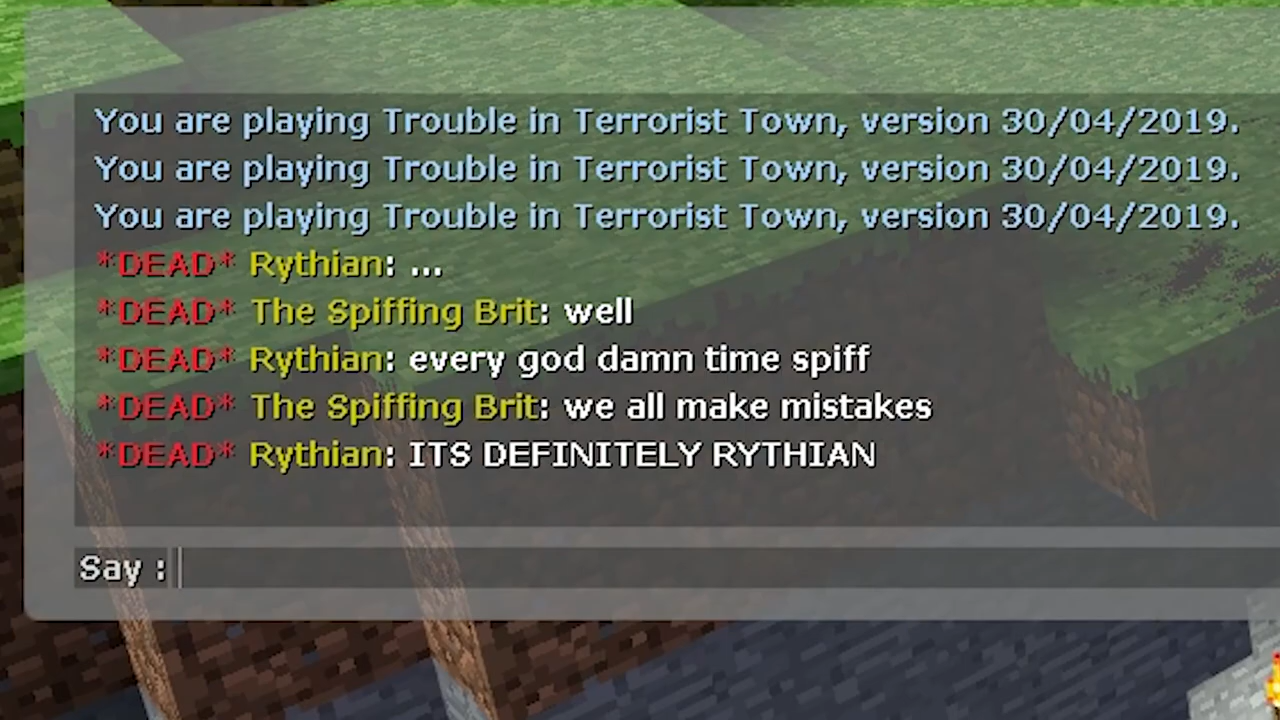 You are playing Trouble in Terrorist Town, version 30/04/2019.
You are playing Trouble in Terrorist Town, version 30/04/2019.
You are playing Trouble in Terrorist Town, version 30/04/2019.
*DEAD* Rythian: ...
*DEAD* The Spiffing Brit: well
*DEAD* Rythian: every god damn time spiff
*DEAD* The Spiffing Brit: we all make mistakes
*DEAD* Rythian: ITS DEFINITELY RYTHIAN
Say :